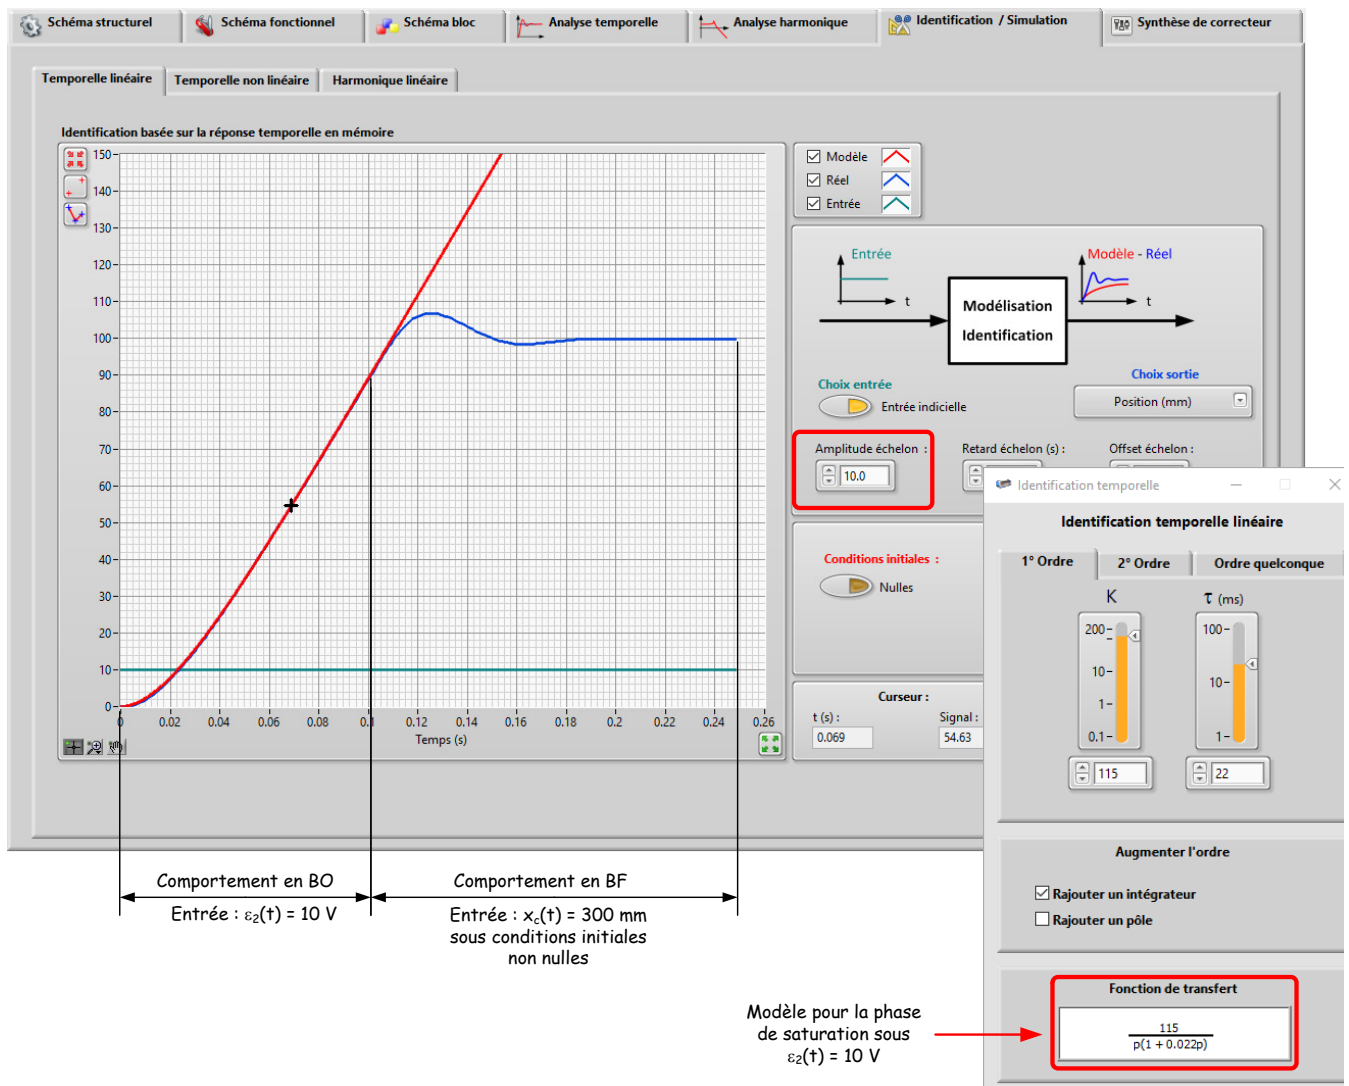 Schéma structurel
Schéma fonctionnel
Schéma bloc
Analyse temporelle
Analyse harmonique
Identification / Simulation
Synthèse de correcteur
Temporelle linéaire
Temporelle non linéaire
Harmonique linéaire
Identification basée sur la réponse temporelle en mémoire
150
140
130
120
110
100
90
80
70
60
50
40
30
20
10
0
0 0.02 0.04 0.06 0.08 0.1 0.12 0.14 0.16 0.18 0.2 0.22 0.24 0.26
Temps (s)
Modèle
Réel
Entrée
Entrée
t
Modélisation
Identification
Modèle - Réel
t
Choix entrée
Entrée indicielle
Choix sortie
Position (mm)
Amplitude échelon :
10.0
Retard échelon (s) :
Offset échelon :
Conditions initiales :
Nulles
Curseur :
t (s) :
0.069
Signal :
54.63
Identification temporelle
Identification temporelle linéaire
1° Ordre
2° Ordre
Ordre quelconque
K
200
10
1
0.1
115
τ (ms)
100
10
1
22
Augmenter l'ordre
Rajouter un intégrateur
Rajouter un pôle
Fonction de transfert
115
p(1 + 0.022p)
Comportement en BO
Entrée : ε₂(t) = 10 V
Comportement en BF
Entrée : x_c(t) = 300 mm
sous conditions initiales
non nulles
Modèle pour la phase
de saturation sous
ε₂(t) = 10 V